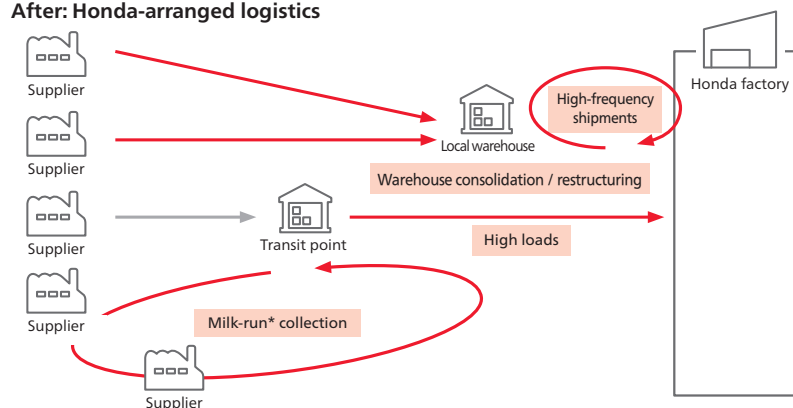 After: Honda-arranged logistics
Supplier
Honda factory
High-frequency
shipments
Local warehouse
Supplier
Warehouse consolidation / restructuring
Supplier
Transit point
High loads
Supplier
Milk-run* collection
Supplier